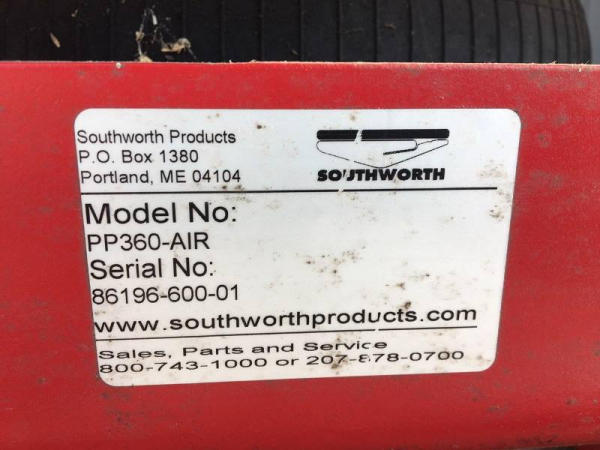 Southworth Products
P.O. Box 1380
Portland, ME 04104
SOUTHWORTH
Model No:
PP360-AIR
Serial No:
86196-600-01
www.southworthproducts.com
Sales, Parts and Service
800-743-1000 or 207-878-0700